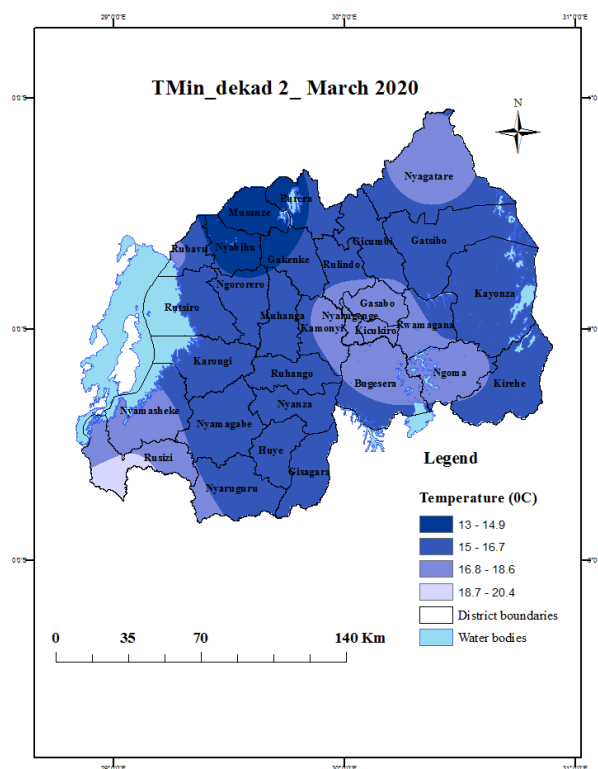 29°0'0"E 30°0'0"E 31°0'0"E
TMin_dekad 2_ March 2020
N
Nyagatare
Burera
Musanze
Gicumbi
Gatsibo
Rubavu
Nyabihu
Gakenke
Rulindo
Ngororero
Kayonza
Gasabo
Rutsiro
Muhanga
Nyarugenge
Kamonyi
Kicukiro
Rwamagana
Karongi
Ruhango
Bugesera
Ngoma
Kirehe
Nyamasheke
Nyanza
Nyamagabe
Huye
Rusizi
Gisagara
Nyaruguru
Legend
Temperature (0C)
13 - 14.9
15 - 16.7
16.8 - 18.6
18.7 - 20.4
District boundaries
Water bodies
0 35 70 140 Km